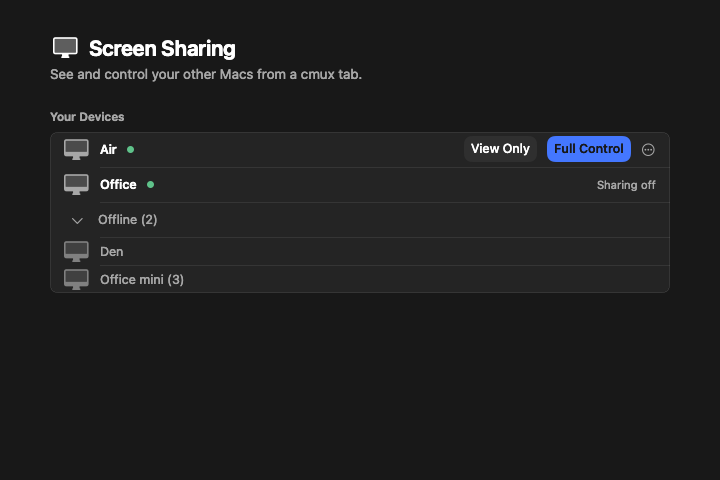 Screen Sharing
See and control your other Macs from a cmux tab.
Your Devices
Air View Only Full Control
Office Sharing off
Offline (2)
Den
Office mini (3)